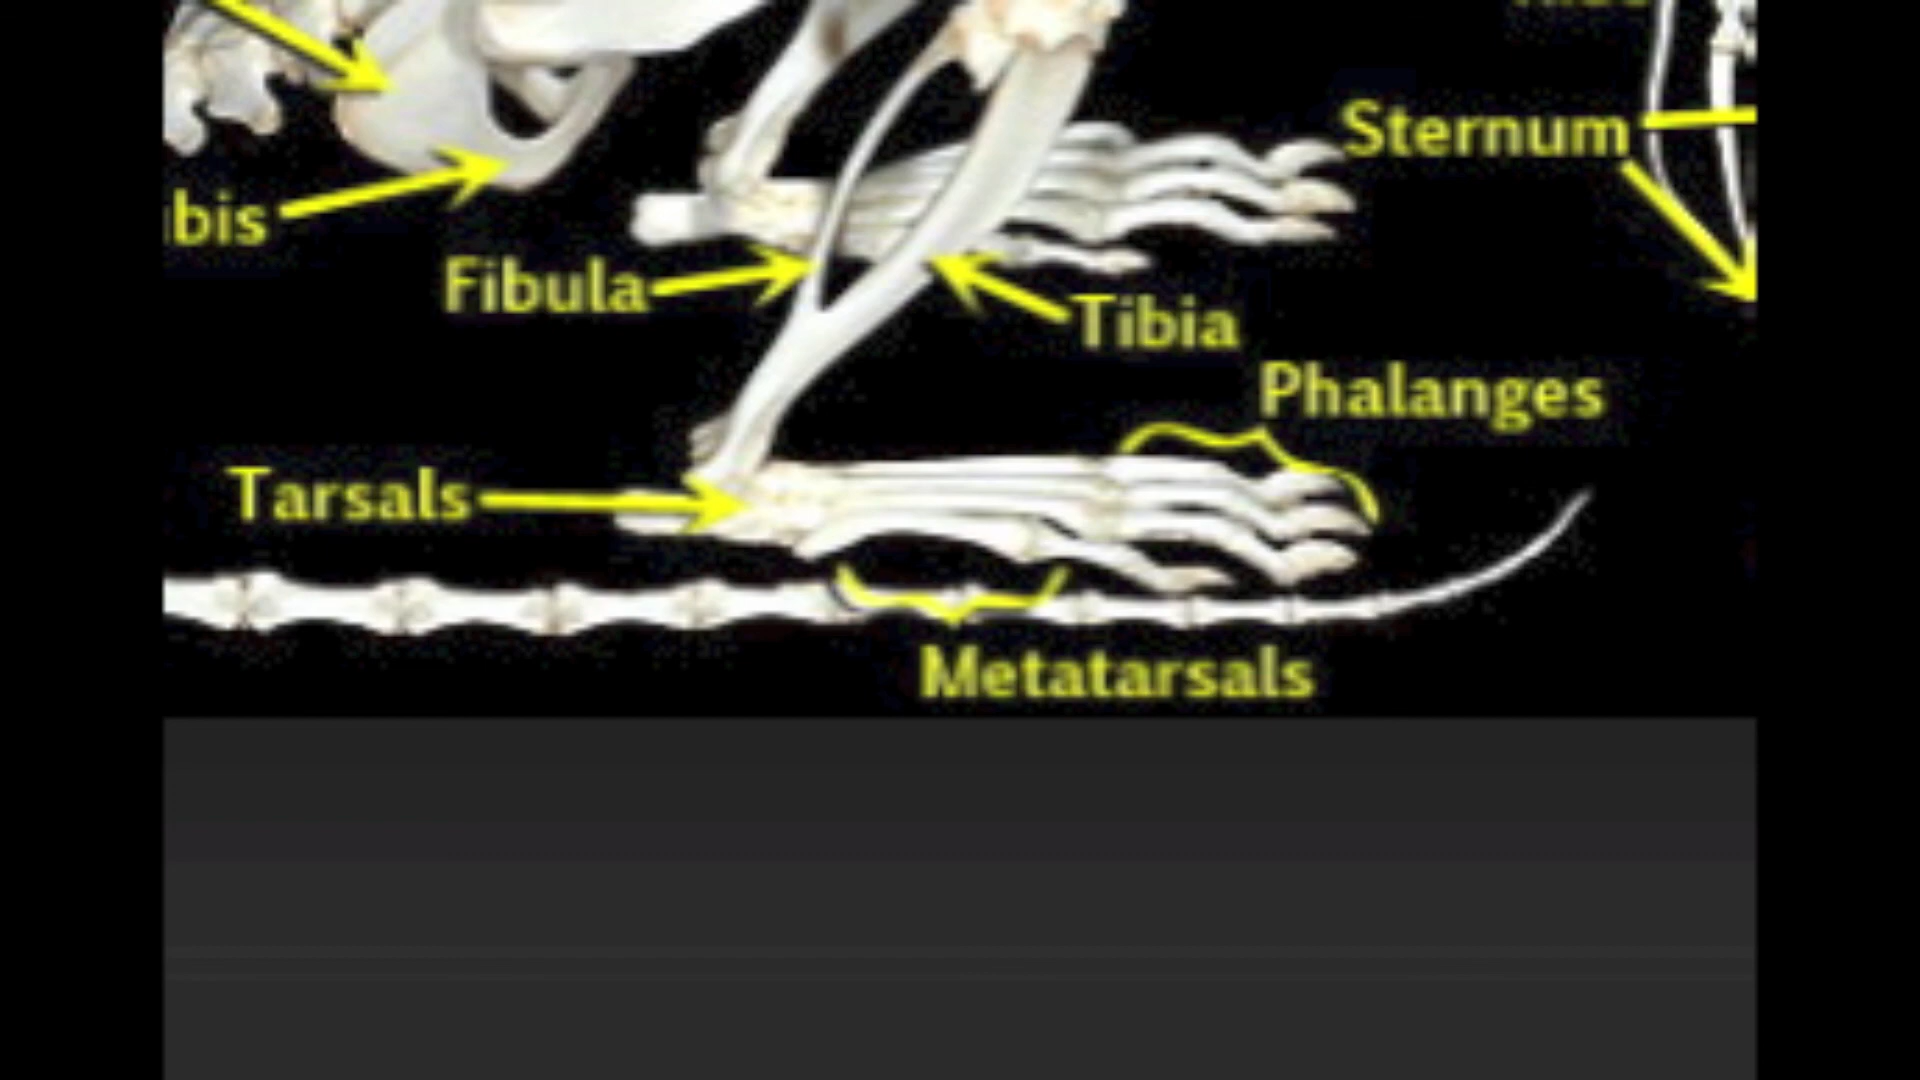 Sternum
bis
Fibula
Tibia
Phalanges
Tarsals
Metatarsals